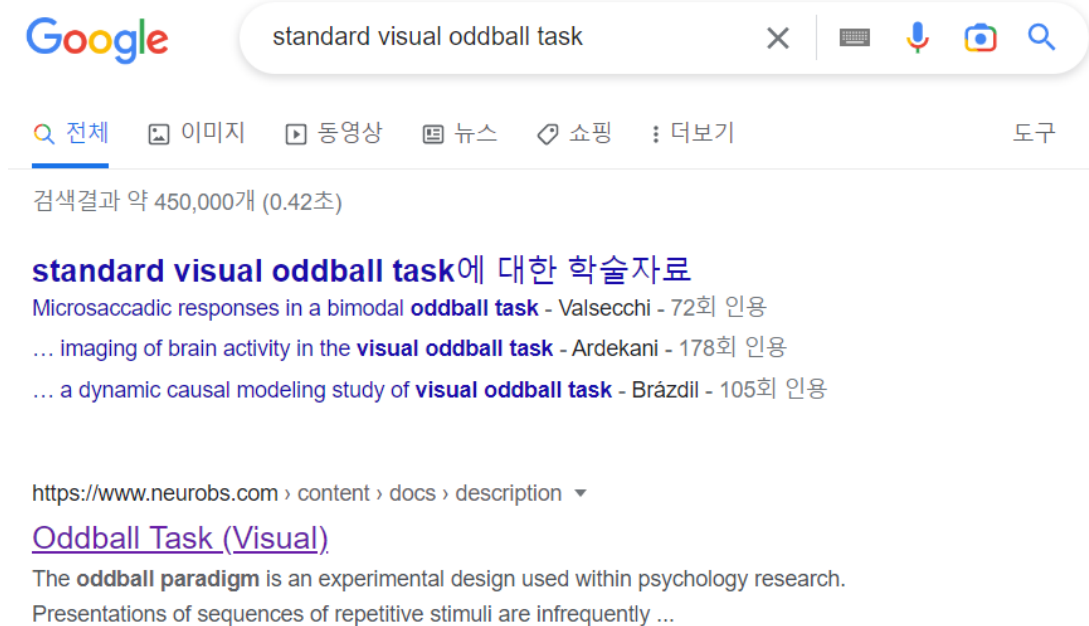 Google
standard visual oddball task
전체 이미지 동영상 뉴스 쇼핑 더보기 도구
검색결과 약 450,000개 (0.42초)
standard visual oddball task에 대한 학술자료
Microsaccadic responses in a bimodal oddball task - Valsecchi - 72회 인용
… imaging of brain activity in the visual oddball task - Ardekani - 178회 인용
… a dynamic causal modeling study of visual oddball task - Brázdil - 105회 인용
https://www.neurobs.com › content › docs › description
Oddball Task (Visual)
The oddball paradigm is an experimental design used within psychology research.
Presentations of sequences of repetitive stimuli are infrequently ...